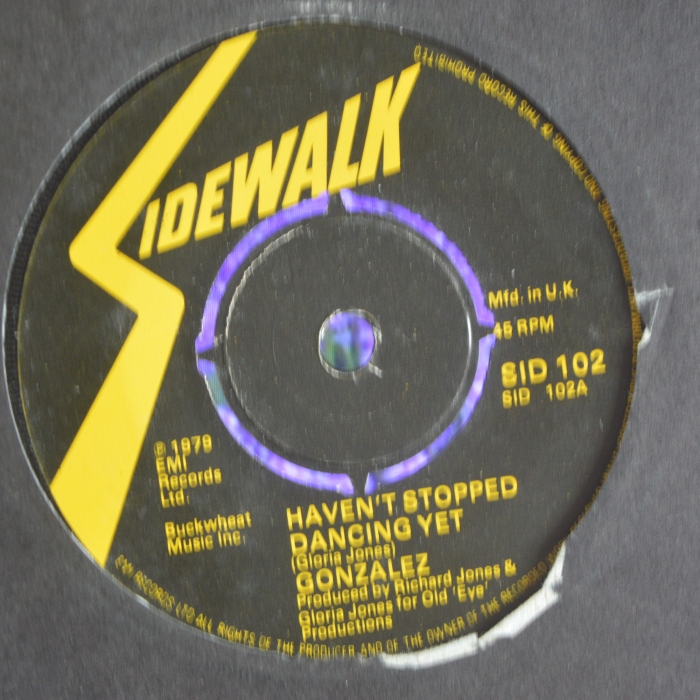 SIDEWALK
Mfd. in U.K.
45 RPM
SID 102
SID 102A
℗ 1979
EMI
Records
Ltd.
Buckwheat
Music Inc.
HAVEN'T STOPPED
DANCING YET
(Gloria Jones)
GONZALEZ
Produced by Richard Jones &
Gloria Jones for Old 'Eye'
Productions
EMI RECORDS LTD ALL RIGHTS OF THE PRODUCER AND OF THE OWNER OF THE RECORDED
AND COPYING OF THIS RECORD PROHIBITED